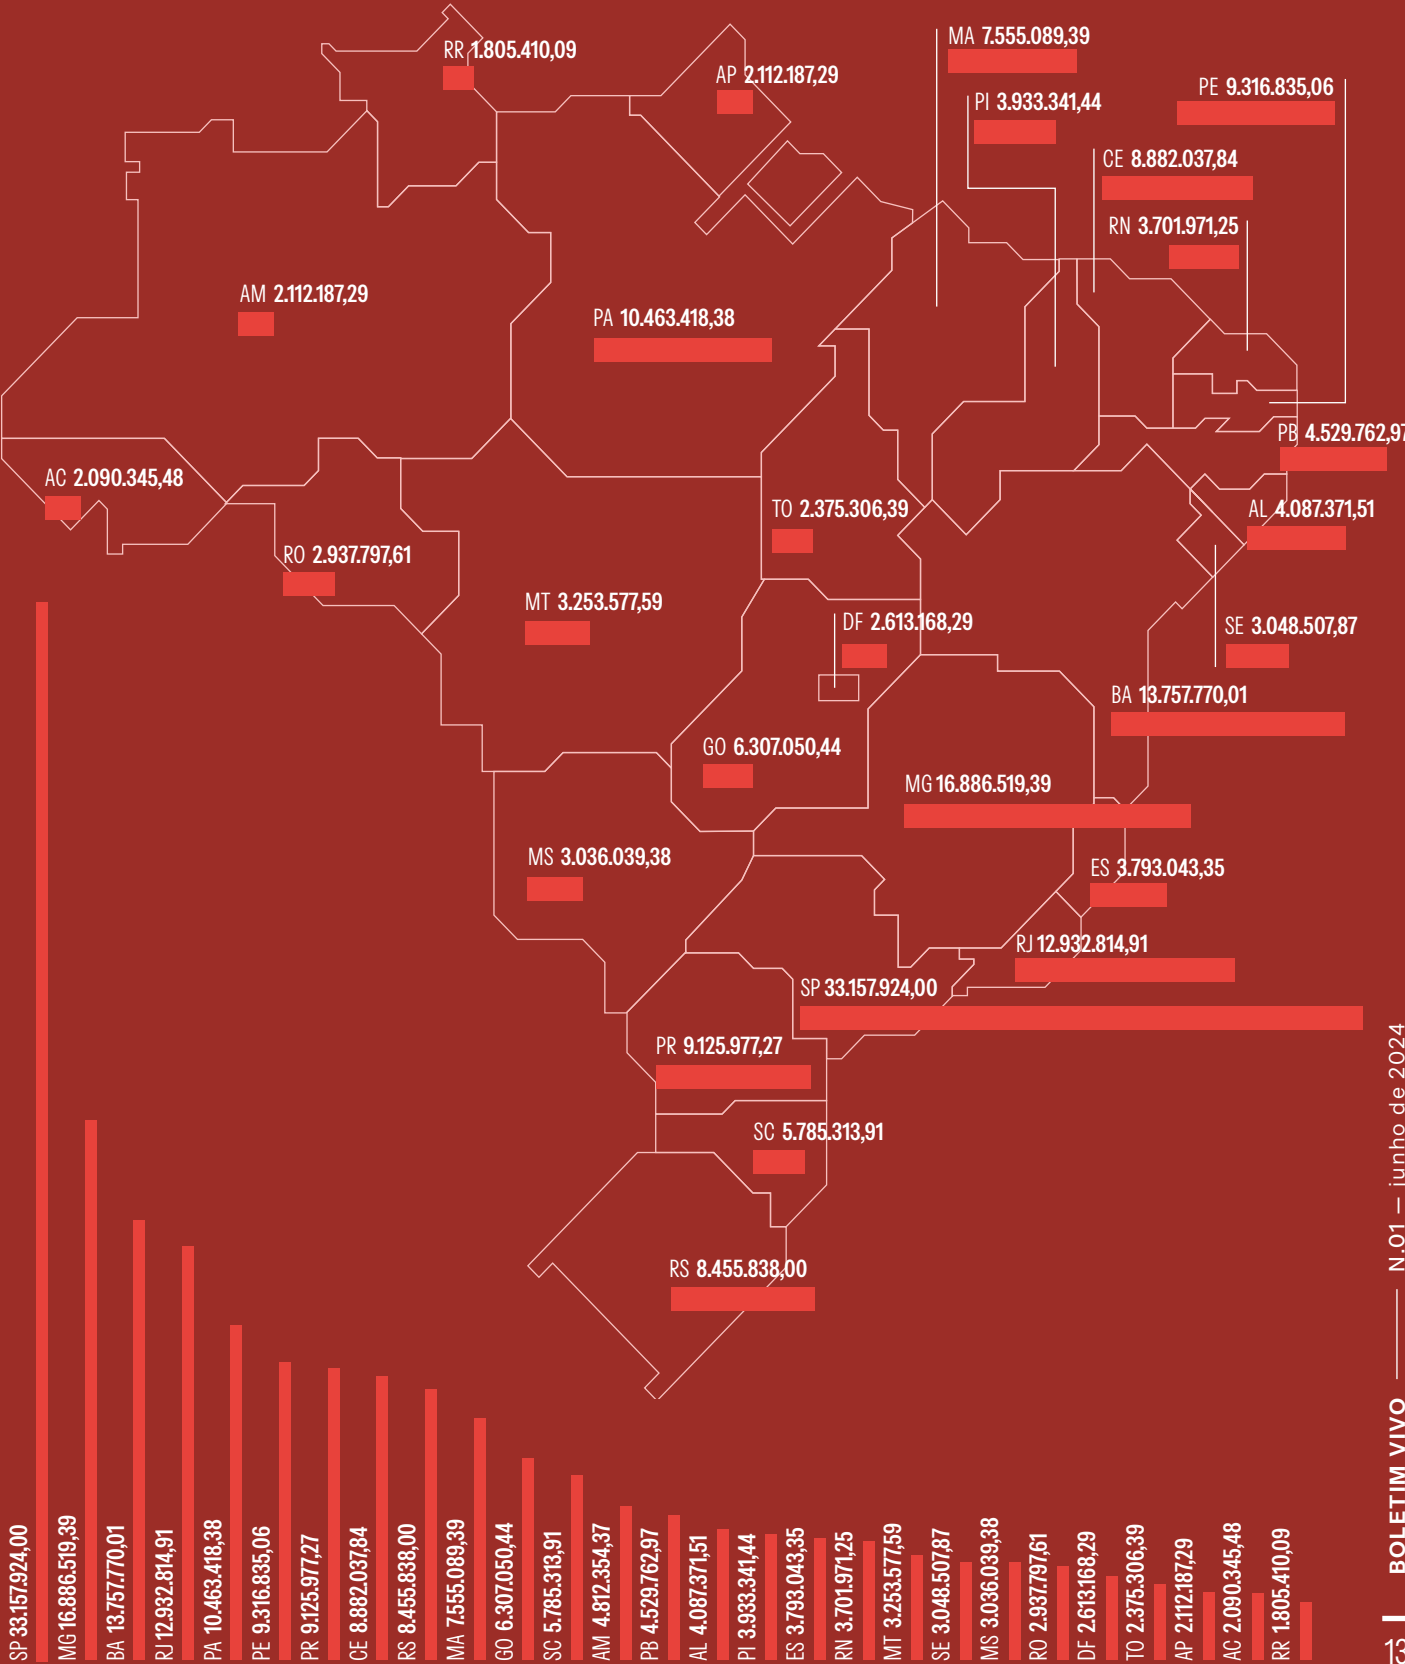 RR 1.805.410,09
AP 2.112.187,29
MA 7.555.089,39
PI 3.933.341,44
PE 9.316.835,06
CE 8.882.037,84
RN 3.701.971,25
AM 2.112.187,29
PA 10.463.418,38
PB 4.529.762,97
AC 2.090.345,48
TO 2.375.306,39
AL 4.087.371,51
RO 2.937.797,61
MT 3.253.577,59
DF 2.613.168,29
SE 3.048.507,87
BA 13.757.770,01
GO 6.307.050,44
MG 16.886.519,39
MS 3.036.039,38
ES 3.793.043,35
RJ 12.932.814,91
SP 33.157.924,00
PR 9.125.977,27
SC 5.785.313,91
RS 8.455.838,00
SP 33.157.924,00
MG 16.886.519,39
BA 13.757.770,01
RJ 12.932.814,91
PA 10.463.418,38
PE 9.316.835,06
PR 9.125.977,27
CE 8.882.037,84
RS 8.455.838,00
MA 7.555.089,39
GO 6.307.050,44
SC 5.785.313,91
AM 4.812.354,37
PB 4.529.762,97
AL 4.087.371,51
PI 3.933.341,44
ES 3.793.043,35
RN 3.701.971,25
MT 3.253.577,59
SE 3.048.507,87
MS 3.036.039,38
RO 2.937.797,61
DF 2.613.168,29
TO 2.375.306,39
AP 2.112.187,29
AC 2.090.345,48
RR 1.805.410,09
BOLETIM VIVO — N.01 — junho de 2024
13